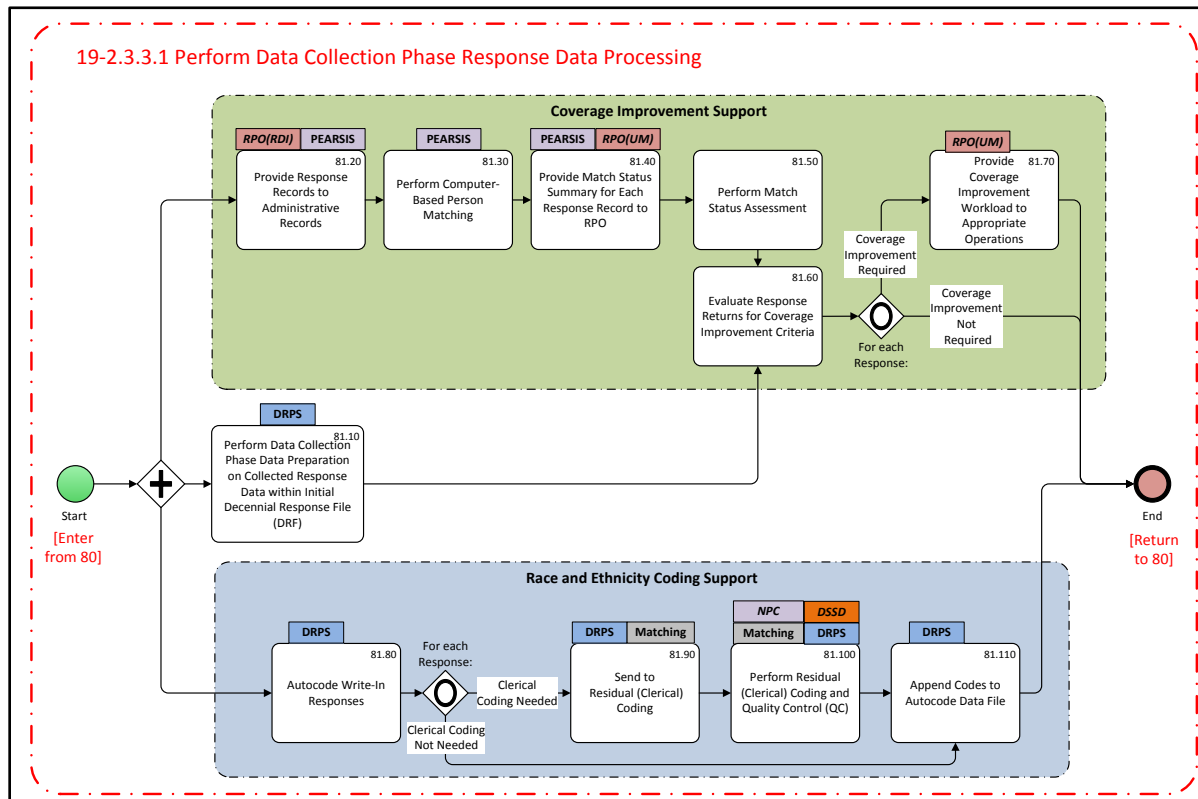 19-2.3.3.1 Perform Data Collection Phase Response Data Processing
Coverage Improvement Support
RPO(RDI)
PEARSIS
81.20
Provide Response
Records to
Administrative
Records
PEARSIS
81.30
Perform Computer-
Based Person
Matching
PEARSIS
RPO(UM)
81.40
Provide Match Status
Summary for Each
Response Record to
RPO
81.50
Perform Match
Status Assessment
81.60
Evaluate Response
Returns for Coverage
Improvement Criteria
For each
Response:
Coverage
Improvement
Required
Coverage
Improvement
Not
Required
RPO(UM)
81.70
Provide
Coverage
Improvement
Workload to
Appropriate
Operations
DRPS
81.10
Perform Data Collection
Phase Data Preparation
on Collected Response
Data within Initial
Decennial Response File
(DRF)
Start
[Enter
from 80]
End
[Return
to 80]
Race and Ethnicity Coding Support
DRPS
81.80
Autocode Write-In
Responses
For each
Response:
Clerical
Coding Needed
Clerical Coding
Not Needed
DRPS
Matching
81.90
Send to
Residual (Clerical)
Coding
NPC
DSSD
Matching
DRPS
81.100
Perform Residual
(Clerical) Coding and
Quality Control (QC)
DRPS
81.110
Append Codes to
Autocode Data File